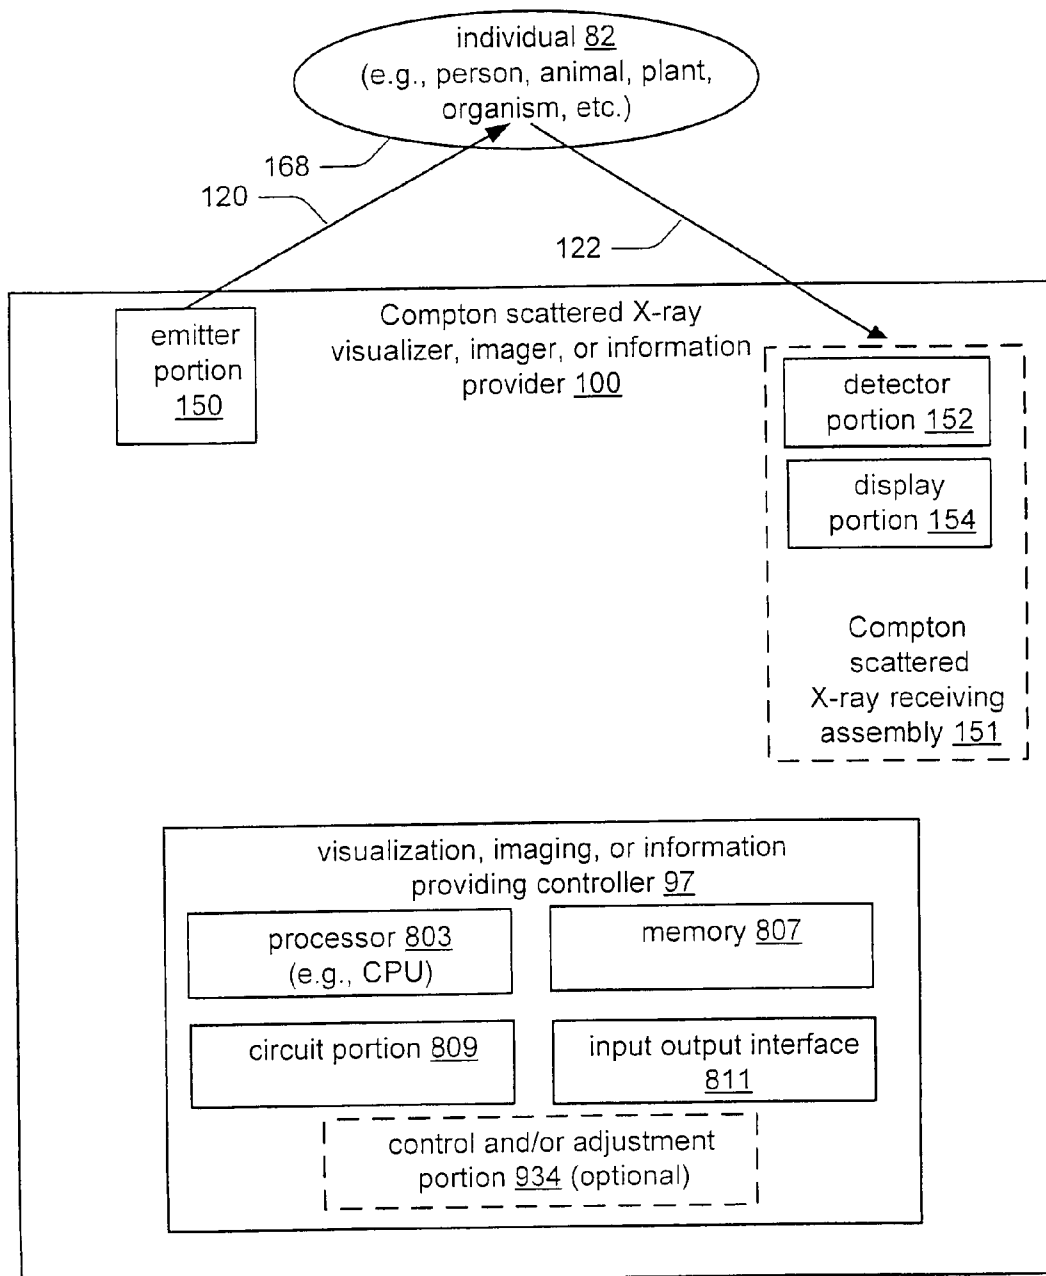 individual 82
(e.g., person, animal, plant,
organism, etc.)
168
120
122
emitter
portion
150
Compton scattered X-ray
visualizer, imager, or information
provider 100
detector
portion 152
display
portion 154
Compton
scattered
X-ray receiving
assembly 151
visualization, imaging, or information
providing controller 97
processor 803
(e.g., CPU)
memory 807
circuit portion 809
input output interface
811
control and/or adjustment
portion 934 (optional)